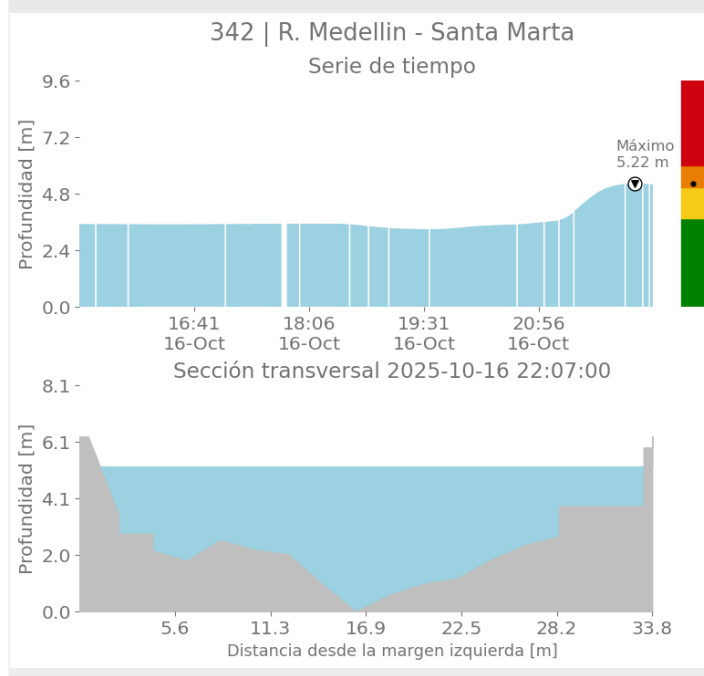 342 | R. Medellin - Santa Marta
Serie de tiempo
9.6
7.2
4.8
2.4
0.0
Profundidad [m]
Máximo
5.22 m
16:41 18:06 19:31 20:56
16-Oct 16-Oct 16-Oct 16-Oct
Sección transversal 2025-10-16 22:07:00
8.1
6.1
4.1
2.0
0.0
Profundidad [m]
5.6 11.3 16.9 22.5 28.2 33.8
Distancia desde la margen izquierda [m]